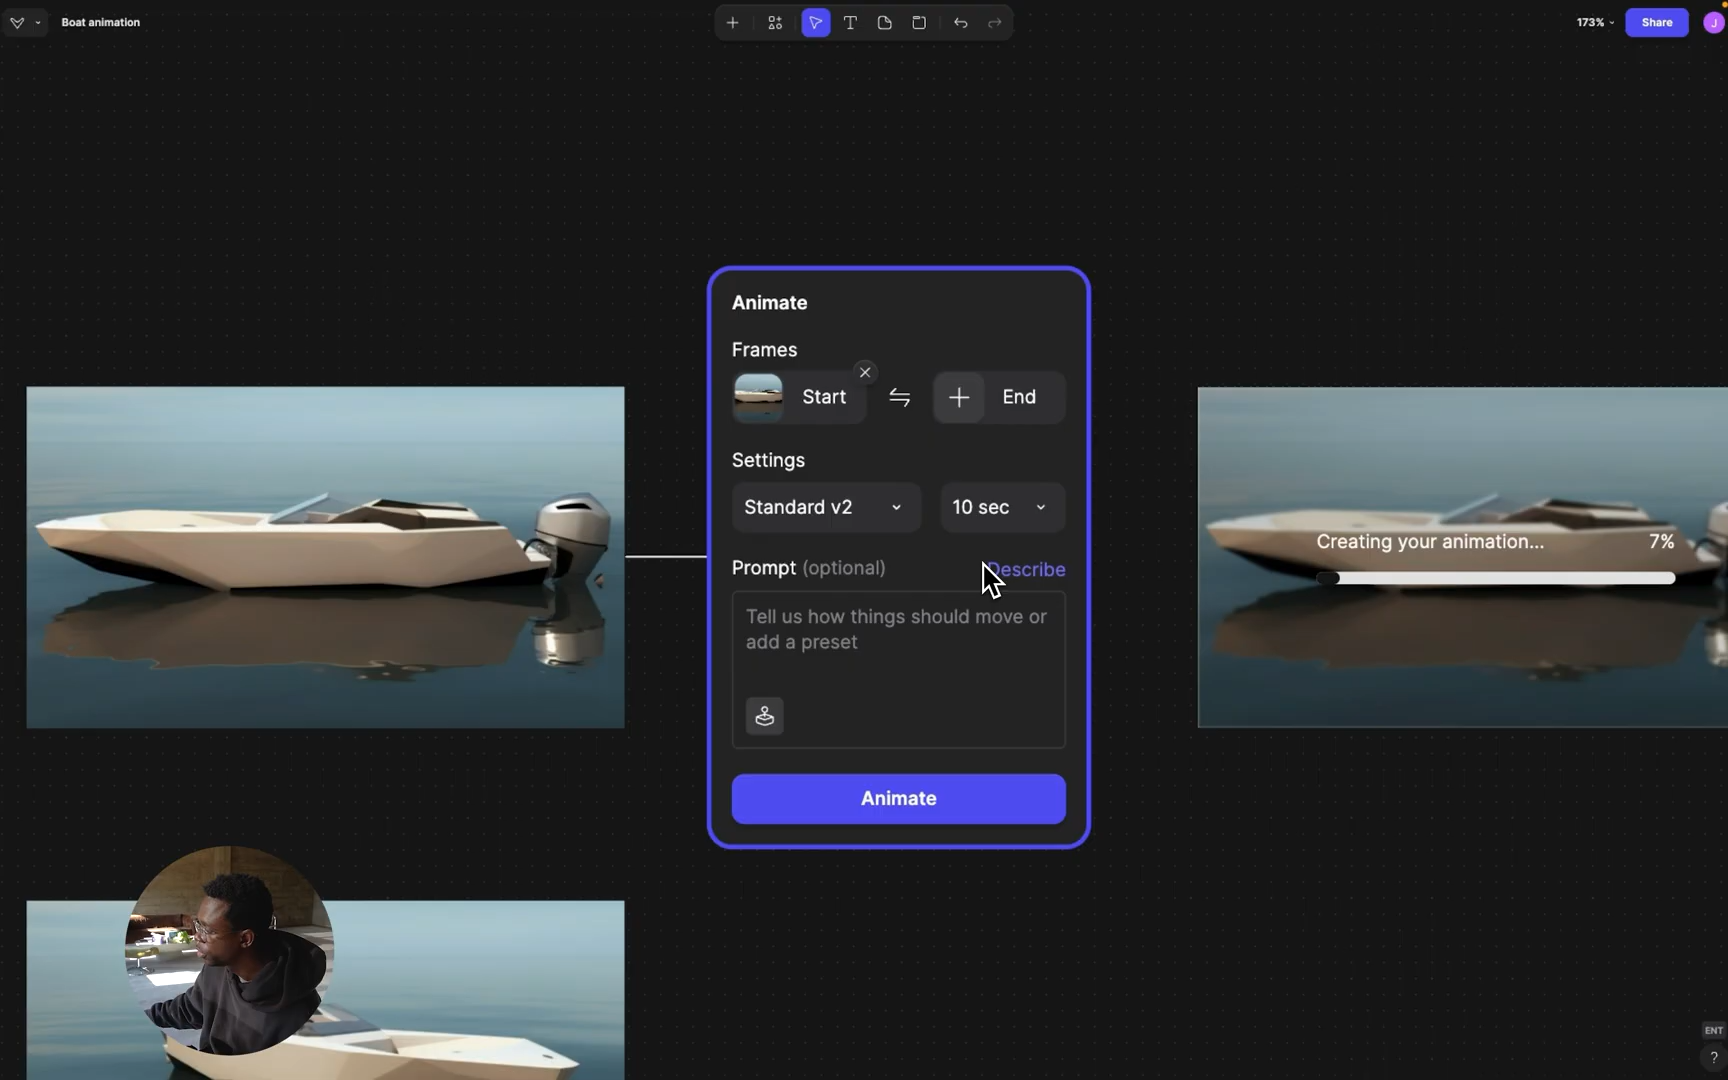 Boat animation
173%
Share
J
Animate
Frames
Start
End
Settings
Standard v2
10 sec
Prompt (optional)
Describe
Tell us how things should move or
add a preset
Animate
Creating your animation...
7%
ENT
?